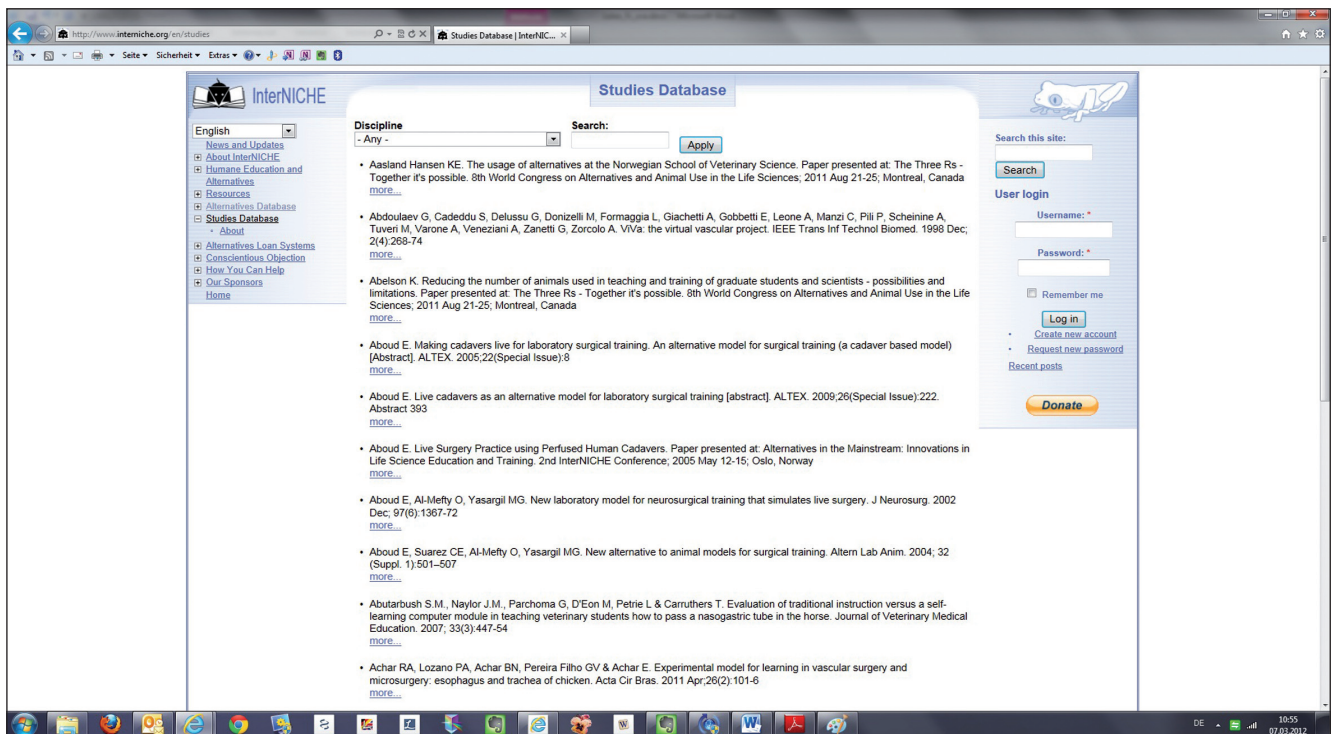 http://www.interniche.org/en/studies
Studies Database | InterNIC...
Seite
Sicherheit
Extras
InterNICHE
Studies Database
English
News and Updates
About InterNICHE
Humane Education and
Alternatives
Resources
Alternatives Database
Studies Database
About
Alternatives Loan Systems
Conscientious Objection
How You Can Help
Our Sponsors
Home
Discipline
- Any -
Search:
Apply
• Aasland Hansen KE. The usage of alternatives at the Norwegian School of Veterinary Science. Paper presented at: The Three Rs -
Together it's possible. 8th World Congress on Alternatives and Animal Use in the Life Sciences; 2011 Aug 21-25; Montreal, Canada
more...
• Abdoulaev G, Cadeddu S, Delussu G, Donizelli M, Formaggia L, Giachetti A, Gobbetti E, Leone A, Manzi C, Pili P, Scheinine A,
Tuveri M, Varone A, Veneziani A, Zanetti G, Zorcolo A. ViVa: the virtual vascular project. IEEE Trans Inf Technol Biomed. 1998 Dec;
2(4):268-74
more...
• Abelson K. Reducing the number of animals used in teaching and training of graduate students and scientists - possibilities and
limitations. Paper presented at: The Three Rs - Together it's possible. 8th World Congress on Alternatives and Animal Use in the Life
Sciences; 2011 Aug 21-25; Montreal, Canada
more...
• Aboud E. Making cadavers live for laboratory surgical training. An alternative model for surgical training (a cadaver based model)
[Abstract]. ALTEX. 2005;22(Special Issue):8
more...
• Aboud E. Live cadavers as an alternative model for laboratory surgical training [abstract]. ALTEX. 2009;26(Special Issue):222.
Abstract 393
more...
• Aboud E. Live Surgery Practice using Perfused Human Cadavers. Paper presented at: Alternatives in the Mainstream: Innovations in
Life Science Education and Training. 2nd InterNICHE Conference; 2005 May 12-15; Oslo, Norway
more...
• Aboud E, Al-Mefty O, Yasargil MG. New laboratory model for neurosurgical training that simulates live surgery. J Neurosurg. 2002
Dec; 97(6):1367-72
more...
• Aboud E, Suarez CE, Al-Mefty O, Yasargil MG. New alternative to animal models for surgical training. Altern Lab Anim. 2004; 32
(Suppl. 1):501–507
more...
• Abutarbush S.M., Naylor J.M., Parchoma G, D'Eon M, Petrie L & Carruthers T. Evaluation of traditional instruction versus a self-
learning computer module in teaching veterinary students how to pass a nasogastric tube in the horse. Journal of Veterinary Medical
Education. 2007; 33(3):447-54
more...
• Achar RA, Lozano PA, Achar BN, Pereira Filho GV & Achar E. Experimental model for learning in vascular surgery and
microsurgery: esophagus and trachea of chicken. Acta Cir Bras. 2011 Apr;26(2):101-6
more...
Search this site:
Search
User login
Username: *
Password: *
Remember me
Log in
Create new account
Request new password
Recent posts
Donate
DE
10:55
07.03.2012